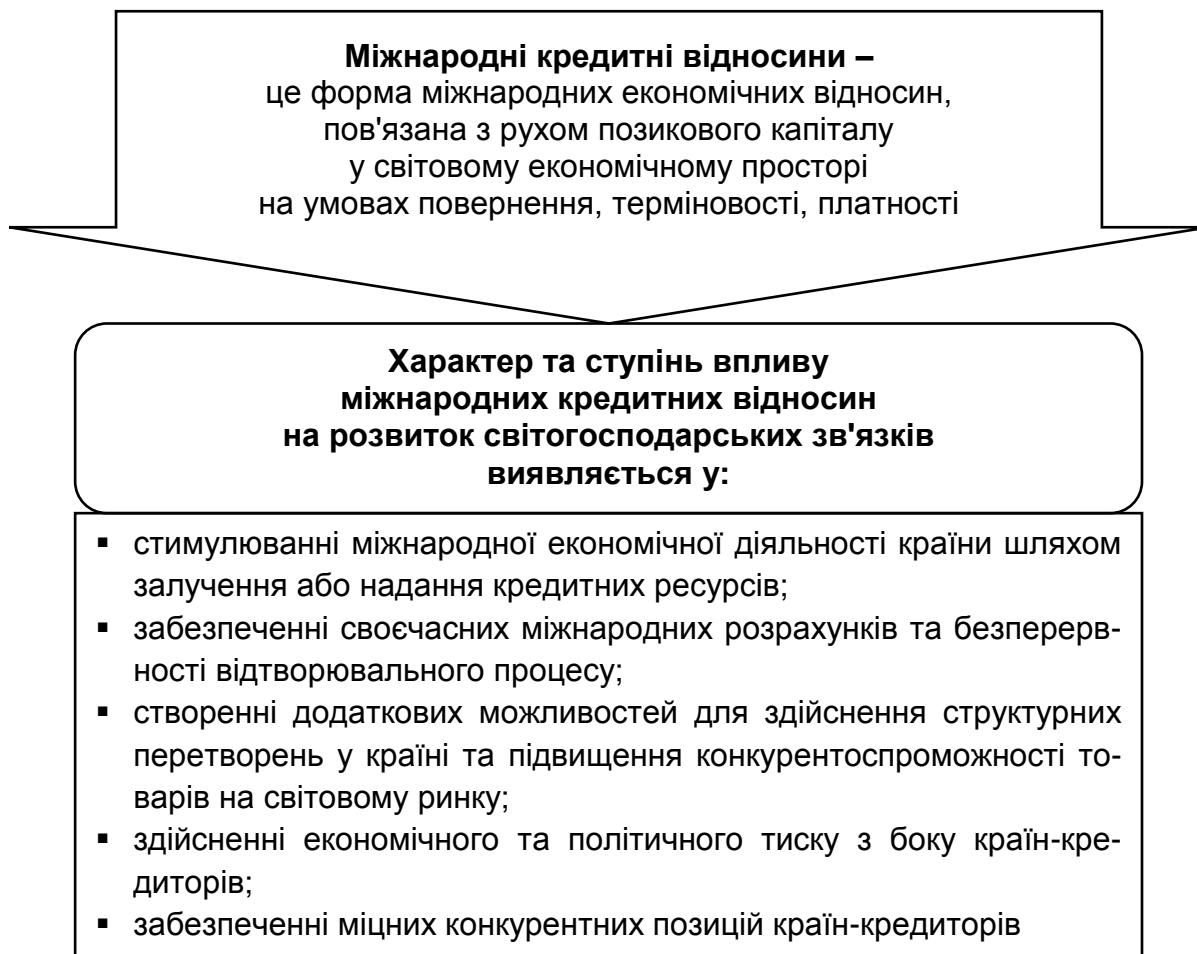 Міжнародні кредитні відносини –
це форма міжнародних економічних відносин,
пов'язана з рухом позикового капіталу
у світовому економічному просторі
на умовах повернення, терміновості, платності
Характер та ступінь впливу
міжнародних кредитних відносин
на розвиток світогосподарських зв'язків
виявляється у:
▪ стимулюванні міжнародної економічної діяльності країни шляхом
залучення або надання кредитних ресурсів;
▪ забезпеченні своєчасних міжнародних розрахунків та безперерв-
ності відтворювального процесу;
▪ створенні додаткових можливостей для здійснення структурних
перетворень у країні та підвищення конкурентоспроможності то-
варів на світовому ринку;
▪ здійсненні економічного та політичного тиску з боку країн-кре-
диторів;
▪ забезпеченні міцних конкурентних позицій країн-кредиторів